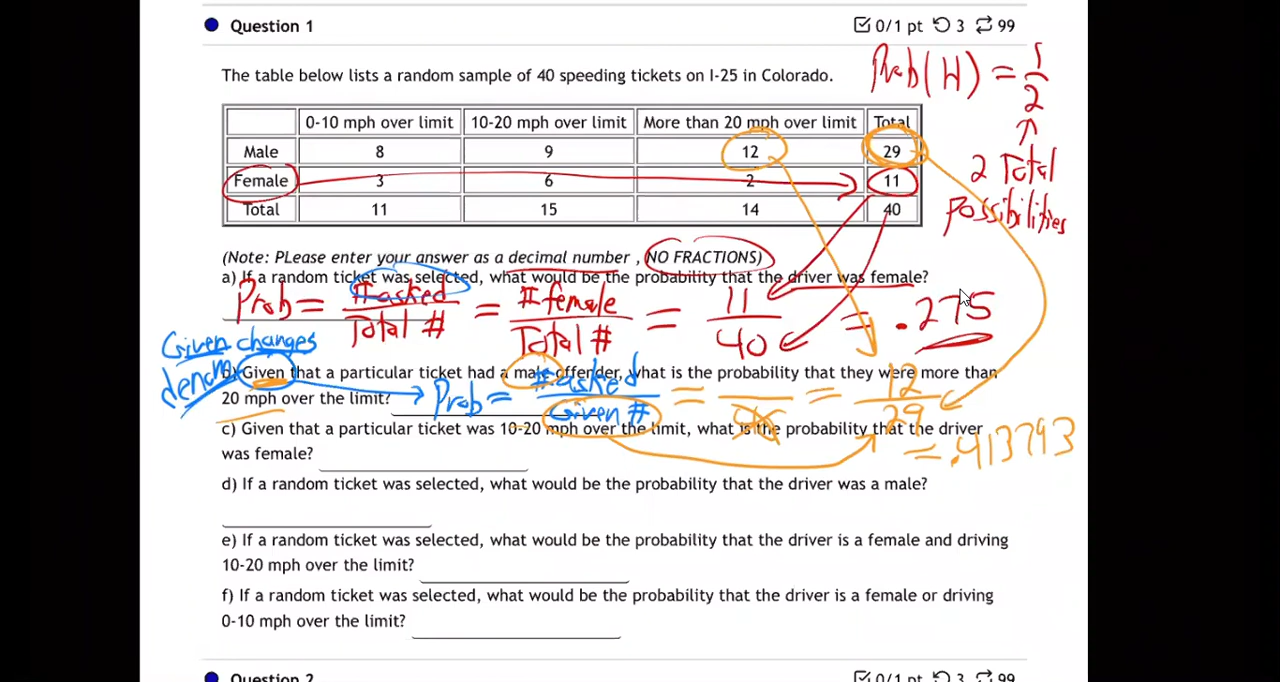 Question 1
0/1 pt 3 99
The table below lists a random sample of 40 speeding tickets on I-25 in Colorado.
Prob(H) = 1/2
2 Total
possibilities
0-10 mph over limit 10-20 mph over limit More than 20 mph over limit Total
Male 8 9 12 29
Female 3 6 2 11
Total 11 15 14 40
(Note: PLease enter your answer as a decimal number , NO FRACTIONS)
a) If a random ticket was selected, what would be the probability that the driver was female?
Prob = # asked / Total # = # female / Total # = 11 / 40 = .275
Given changes
denom
b) Given that a particular ticket had a male offender, what is the probability that they were more than
20 mph over the limit?
Prob = # asked / Given # = = 12 / 29
= .413793
c) Given that a particular ticket was 10-20 mph over the limit, what is the probability that the driver
was female?
d) If a random ticket was selected, what would be the probability that the driver was a male?
e) If a random ticket was selected, what would be the probability that the driver is a female and driving
10-20 mph over the limit?
f) If a random ticket was selected, what would be the probability that the driver is a female or driving
0-10 mph over the limit?
Question 2
0/1 pt 3 99